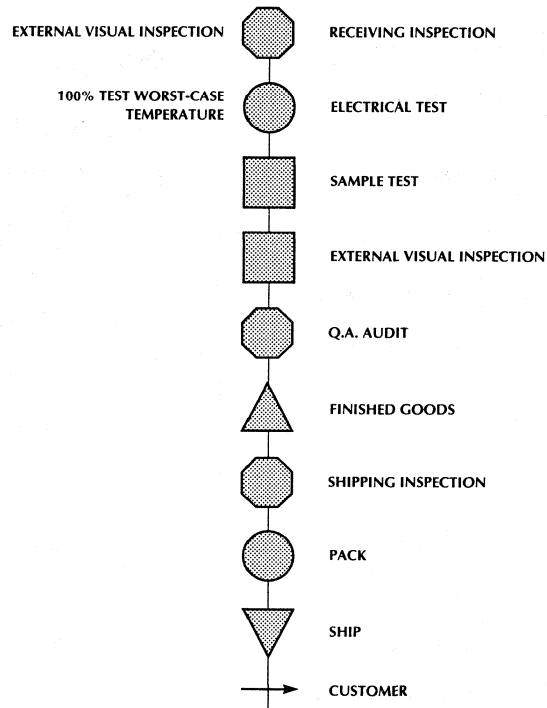 EXTERNAL VISUAL INSPECTION
RECEIVING INSPECTION
100% TEST WORST-CASE
TEMPERATURE
ELECTRICAL TEST
SAMPLE TEST
EXTERNAL VISUAL INSPECTION
Q.A. AUDIT
FINISHED GOODS
SHIPPING INSPECTION
PACK
SHIP
CUSTOMER